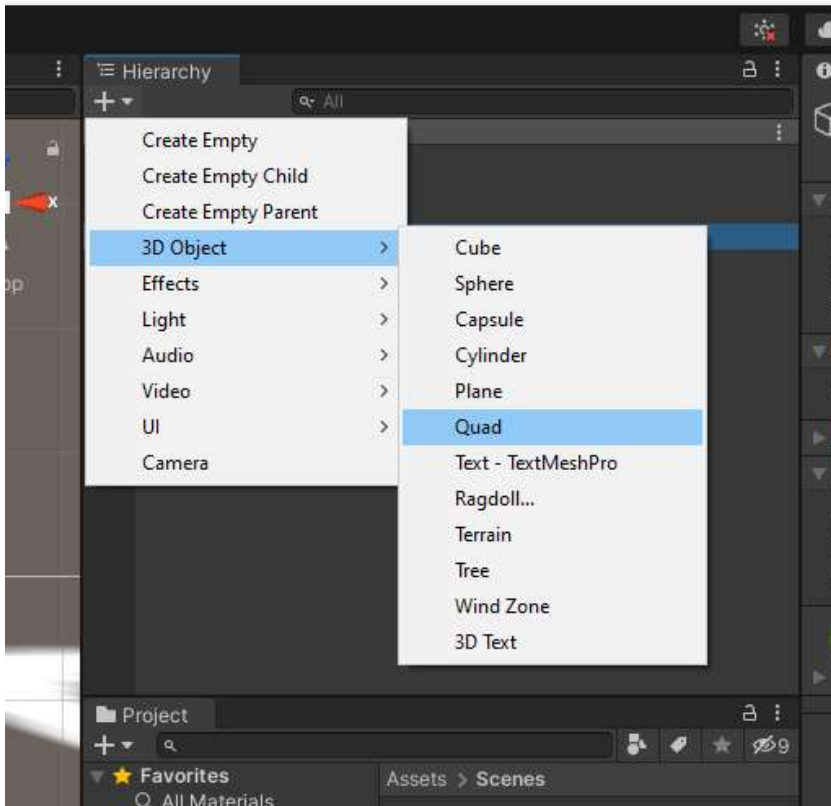 Hierarchy
All
Create Empty
Create Empty Child
Create Empty Parent
3D Object
Effects
Light
Audio
Video
UI
Camera
Cube
Sphere
Capsule
Cylinder
Plane
Quad
Text - TextMeshPro
Ragdoll...
Terrain
Tree
Wind Zone
3D Text
x
Project
9
Favorites
Assets > Scenes
All Materials